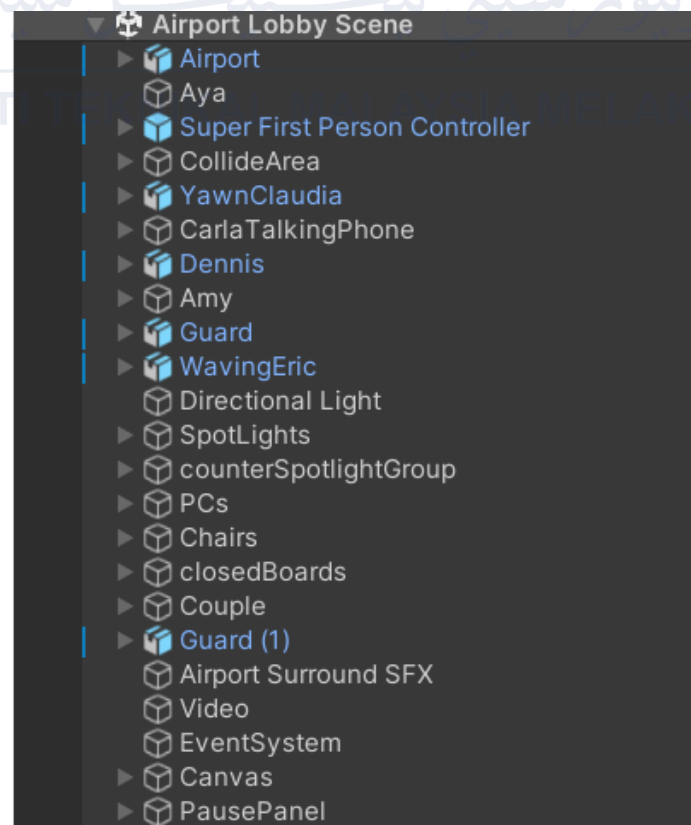 Airport Lobby Scene
Airport
Aya
Super First Person Controller
CollideArea
YawnClaudia
CarlaTalkingPhone
Dennis
Amy
Guard
WavingEric
Directional Light
SpotLights
counterSpotlightGroup
PCs
Chairs
closedBoards
Couple
Guard (1)
Airport Surround SFX
Video
EventSystem
Canvas
PausePanel